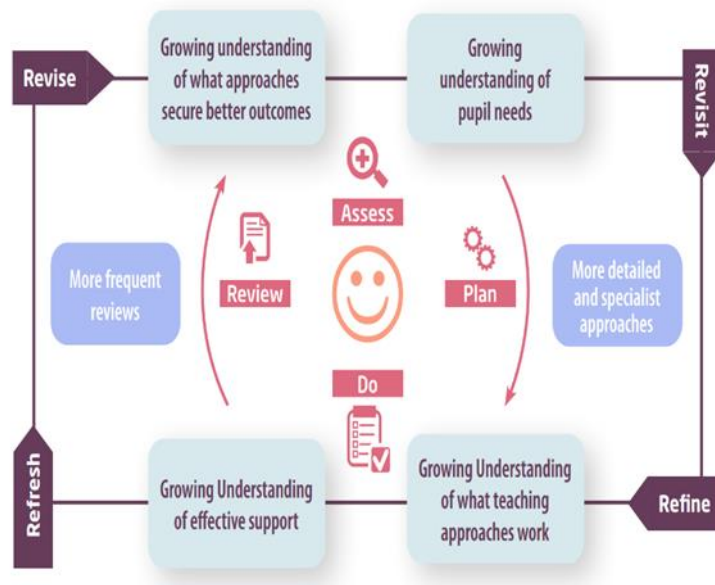 Revise
Growing understanding
of what approaches
secure better outcomes
Growing
understanding of
pupil needs
Revisit
Assess
More frequent
reviews
Review
Plan
More detailed
and specialist
approaches
Do
Refresh
Growing Understanding
of effective support
Growing Understanding
of what teaching
approaches work
Refine